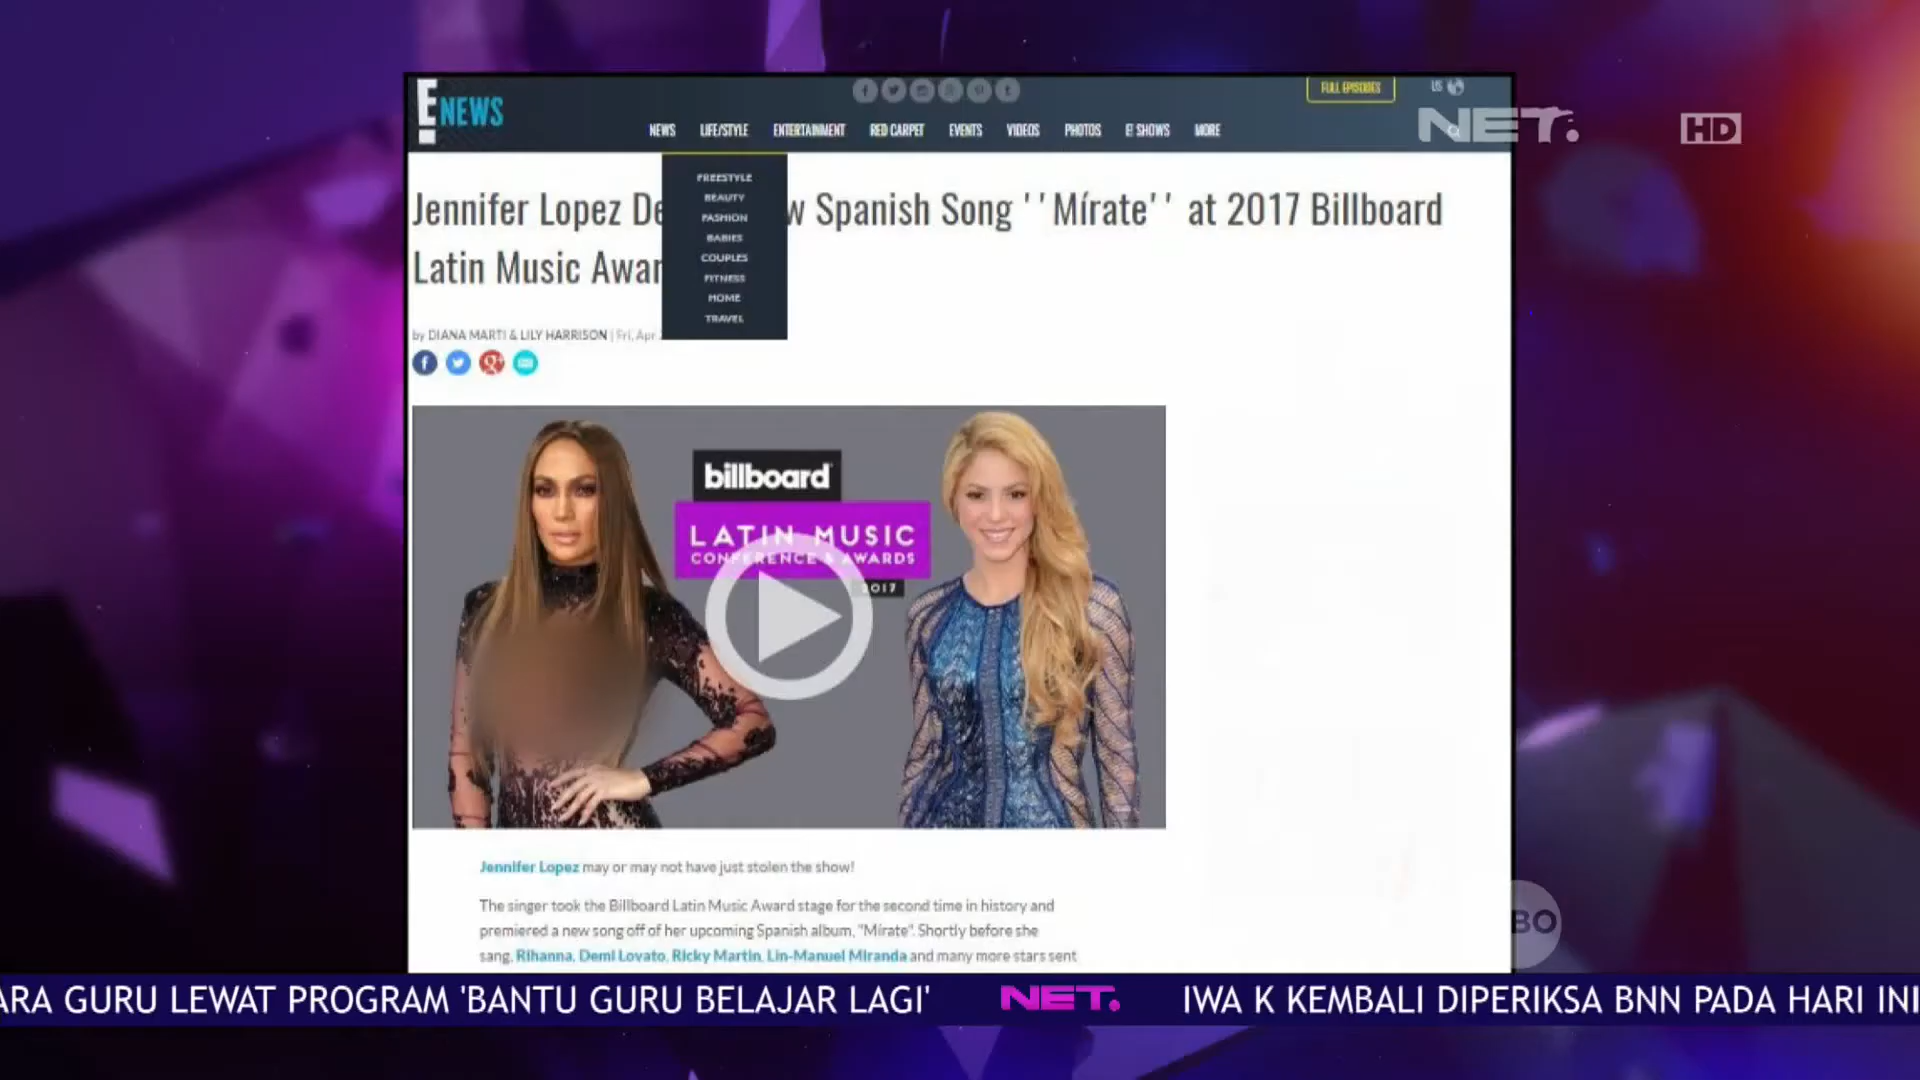 E NEWS
FULL EPISODES
US
NEWS LIFE/STYLE ENTERTAINMENT RED CARPET EVENTS VIDEOS PHOTOS E! SHOWS MORE
NET.
HD
FREESTYLE
BEAUTY
FASHION
BABIES
COUPLES
FITNESS
HOME
TRAVEL
Jennifer Lopez De w Spanish Song ''Mírate'' at 2017 Billboard
Latin Music Awar
by DIANA MARTI & LILY HARRISON | Fri, Apr
billboard
LATIN MUSIC
CONFERENCE & AWARDS
2017
Jennifer Lopez may or may not have just stolen the show!
The singer took the Billboard Latin Music Award stage for the second time in history and
premiered a new song off of her upcoming Spanish album, "Mírate". Shortly before she
sang, Rihanna, Demi Lovato, Ricky Martin, Lin-Manuel Miranda and many more stars sent
BO
ARA GURU LEWAT PROGRAM 'BANTU GURU BELAJAR LAGI' NET. IWA K KEMBALI DIPERIKSA BNN PADA HARI INI